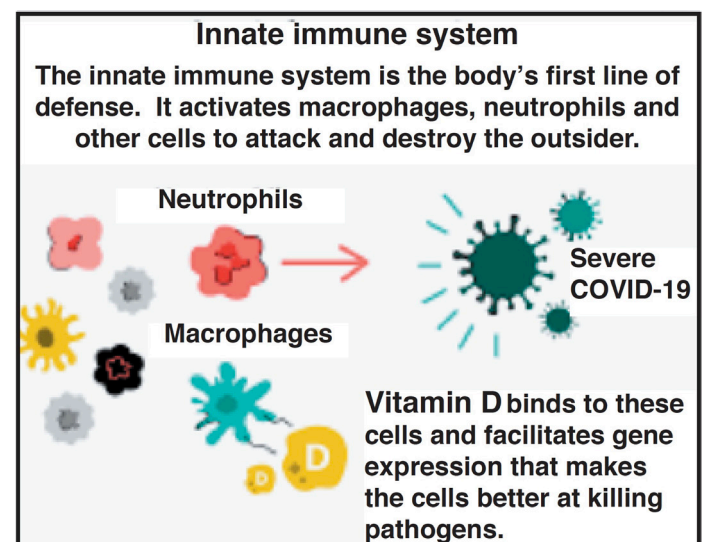 Innate immune system
The innate immune system is the body's first line of
defense. It activates macrophages, neutrophils and
other cells to attack and destroy the outsider.
Neutrophils
Severe
COVID-19
Macrophages
Vitamin D binds to these
cells and facilitates gene
expression that makes
the cells better at killing
pathogens.
D
D